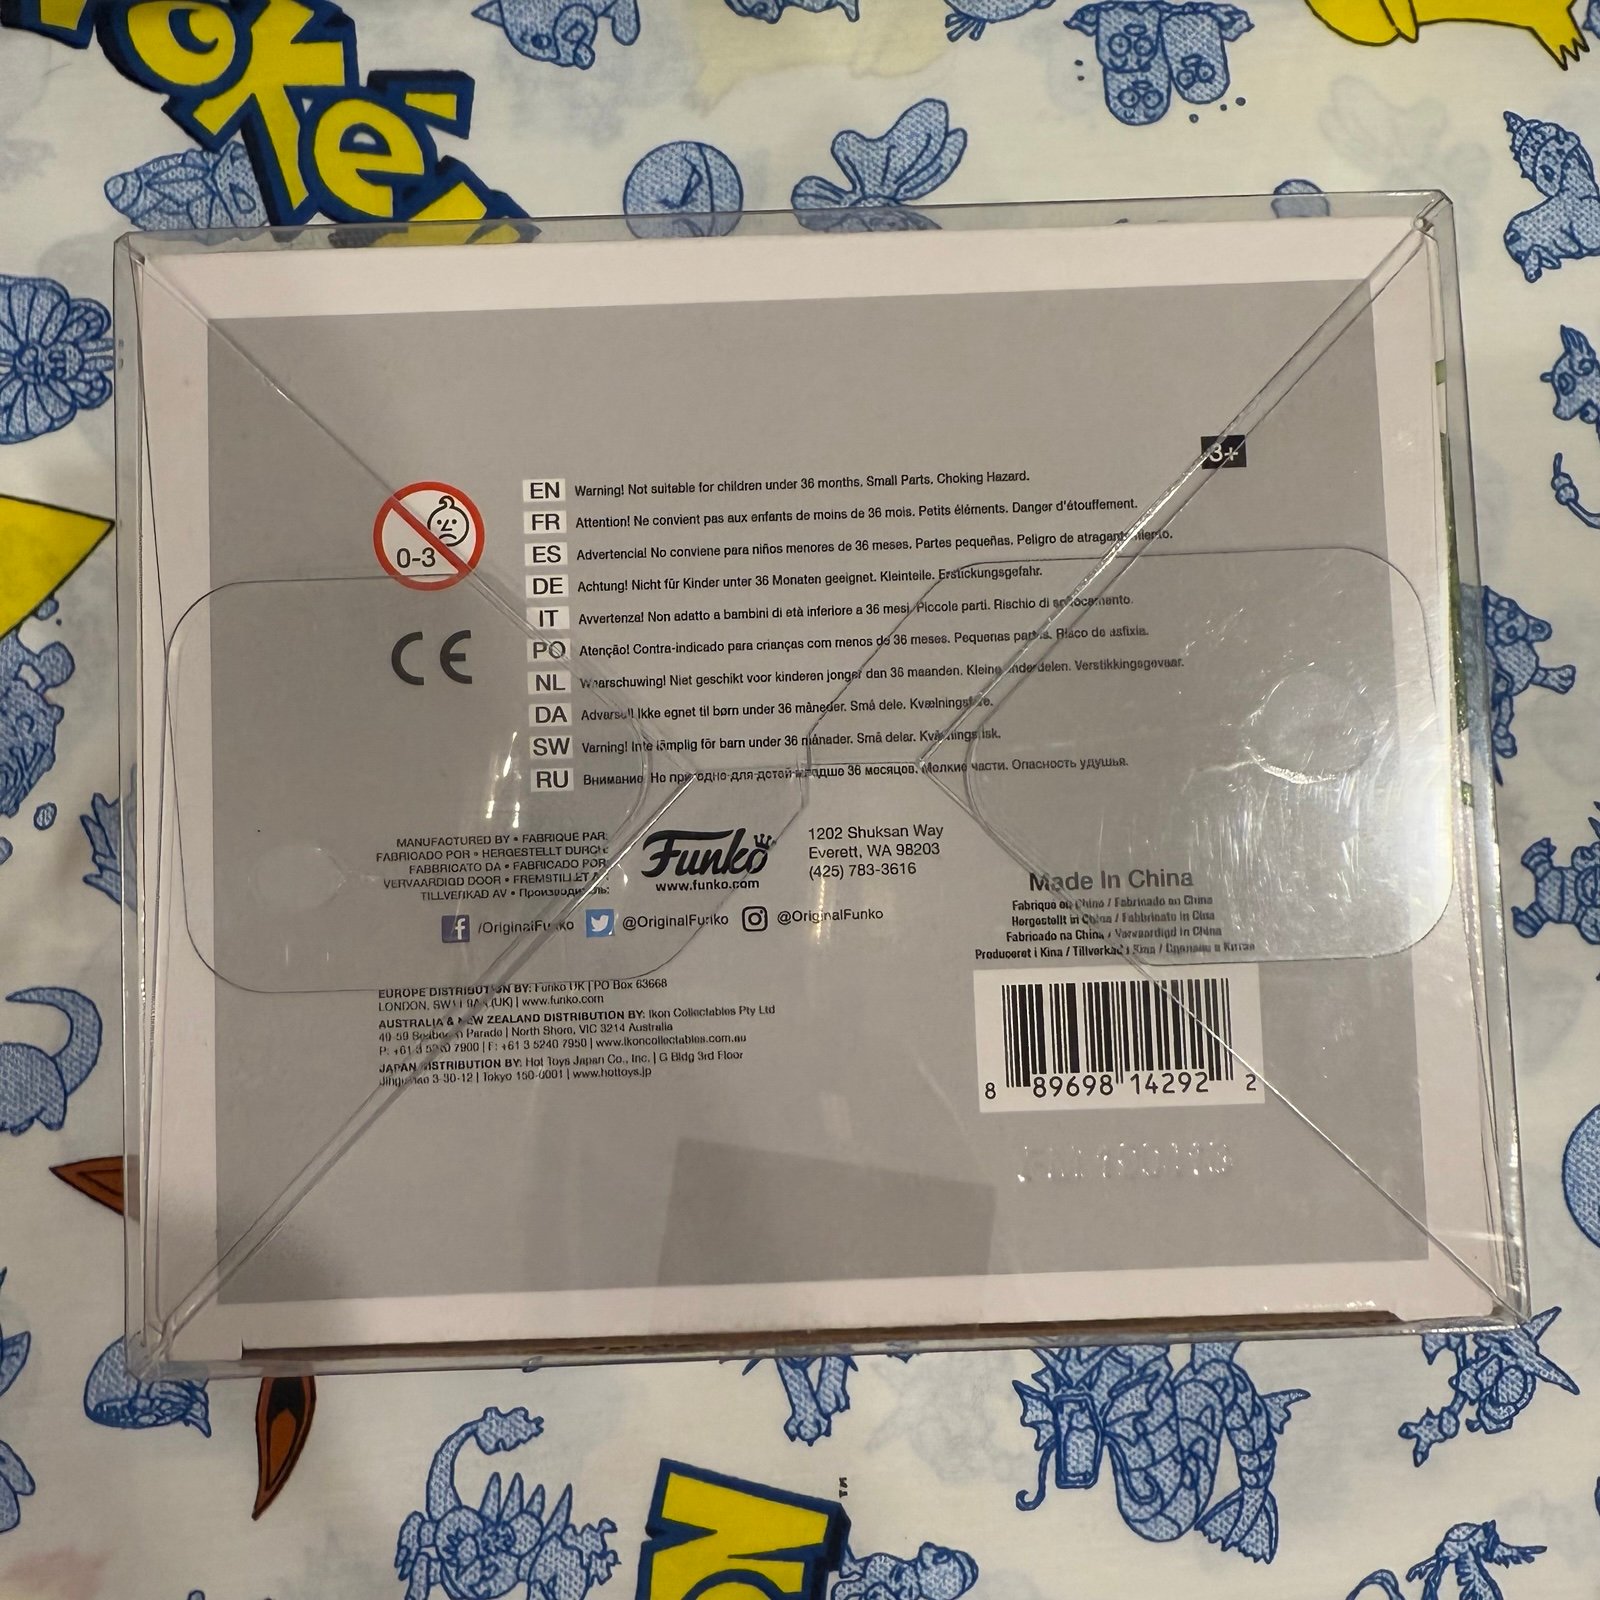 Poké
3+
0-3
EN Warning! Not suitable for children under 36 months. Small Parts. Choking Hazard.
FR Attention! Ne convient pas aux enfants de moins de 36 mois. Petits éléments. Danger d'étouffement.
ES Advertencia! No conviene para niños menores de 36 meses. Partes pequeñas. Peligro de atragantamiento.
DE Achtung! Nicht für Kinder unter 36 Monaten geeignet. Kleinteile. Erstickungsgefahr.
IT Avvertenza! Non adatto a bambini di età inferiore a 36 mesi. Piccole parti. Rischio di soffocamento.
PO Atenção! Contra-indicado para crianças com menos de 36 meses. Pequenas partes. Risco de asfixia.
NL Waarschuwing! Niet geschikt voor kinderen jonger dan 36 maanden. Kleine onderdelen. Verstikkingsgevaar.
DA Advarsel! Ikke egnet til børn under 36 måneder. Små dele. Kvælningsfare.
SW Varning! Inte lämplig för barn under 36 månader. Små delar. Kvävningsrisk.
RU Внимание! Не пригодно для детей младше 36 месяцев. Мелкие части. Опасность удушья.
CE
MANUFACTURED BY • FABRIQUE PAR:
FABRICADO POR • HERGESTELLT DURCH:
FABBRICATO DA • FABRICADO POR:
VERVAARDIGD DOOR • FREMSTILLET AF:
TILLVERKAD AV • Производитель:
Funko
www.funko.com
1202 Shuksan Way
Everett, WA 98203
(425) 783-3616
/OriginalFunko @OriginalFunko @OriginalFunko
Made In China
Fabriqué en Chine / Fabricado en China
Hergestellt in China / Fabbricato in Cina
Fabricado na China / Vervaardigd in China
Produceret i Kina / Tillverkad i Kina / Сделано в Китае
EUROPE DISTRIBUTION BY: Funko UK | PO Box 63668
LONDON, SW11 9A (UK) | www.funko.com
AUSTRALIA & NEW ZEALAND DISTRIBUTION BY: Ikon Collectables Pty Ltd
49-59 Parade | North Shore, VIC 3214 Australia
P: +61 3 5240 7900 | F: +61 3 5240 7950 | www.ikoncollectables.com.au
JAPAN DISTRIBUTION BY: Hot Toys Japan Co., Inc. | G Bldg 3rd Floor
Jingumae 3-30-12 | Tokyo 150-0001 | www.hottoys.jp
8 89698 14292 2
TM